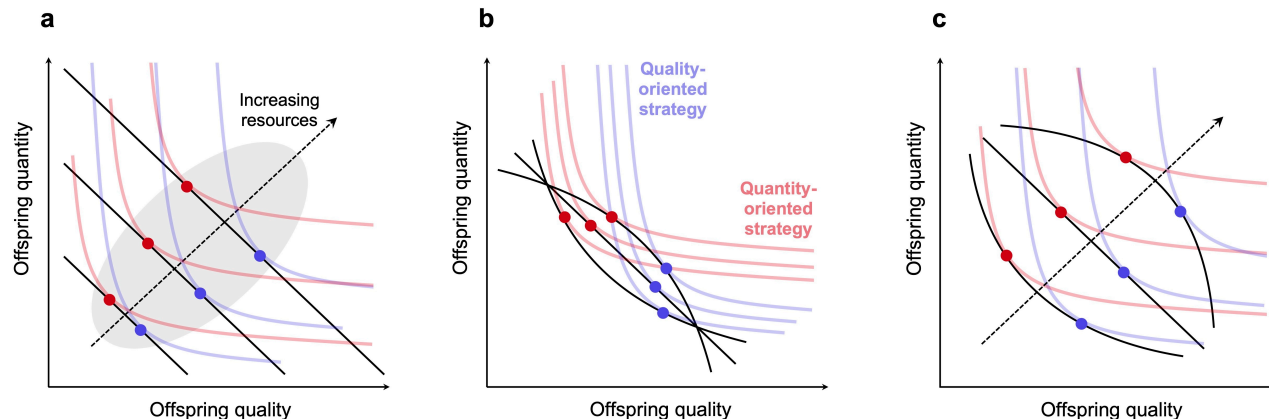 a
Increasing
resources
Offspring quantity
Offspring quality
b
Quality-
oriented
strategy
Quantity-
oriented
strategy
Offspring quantity
Offspring quality
c
Offspring quantity
Offspring quality